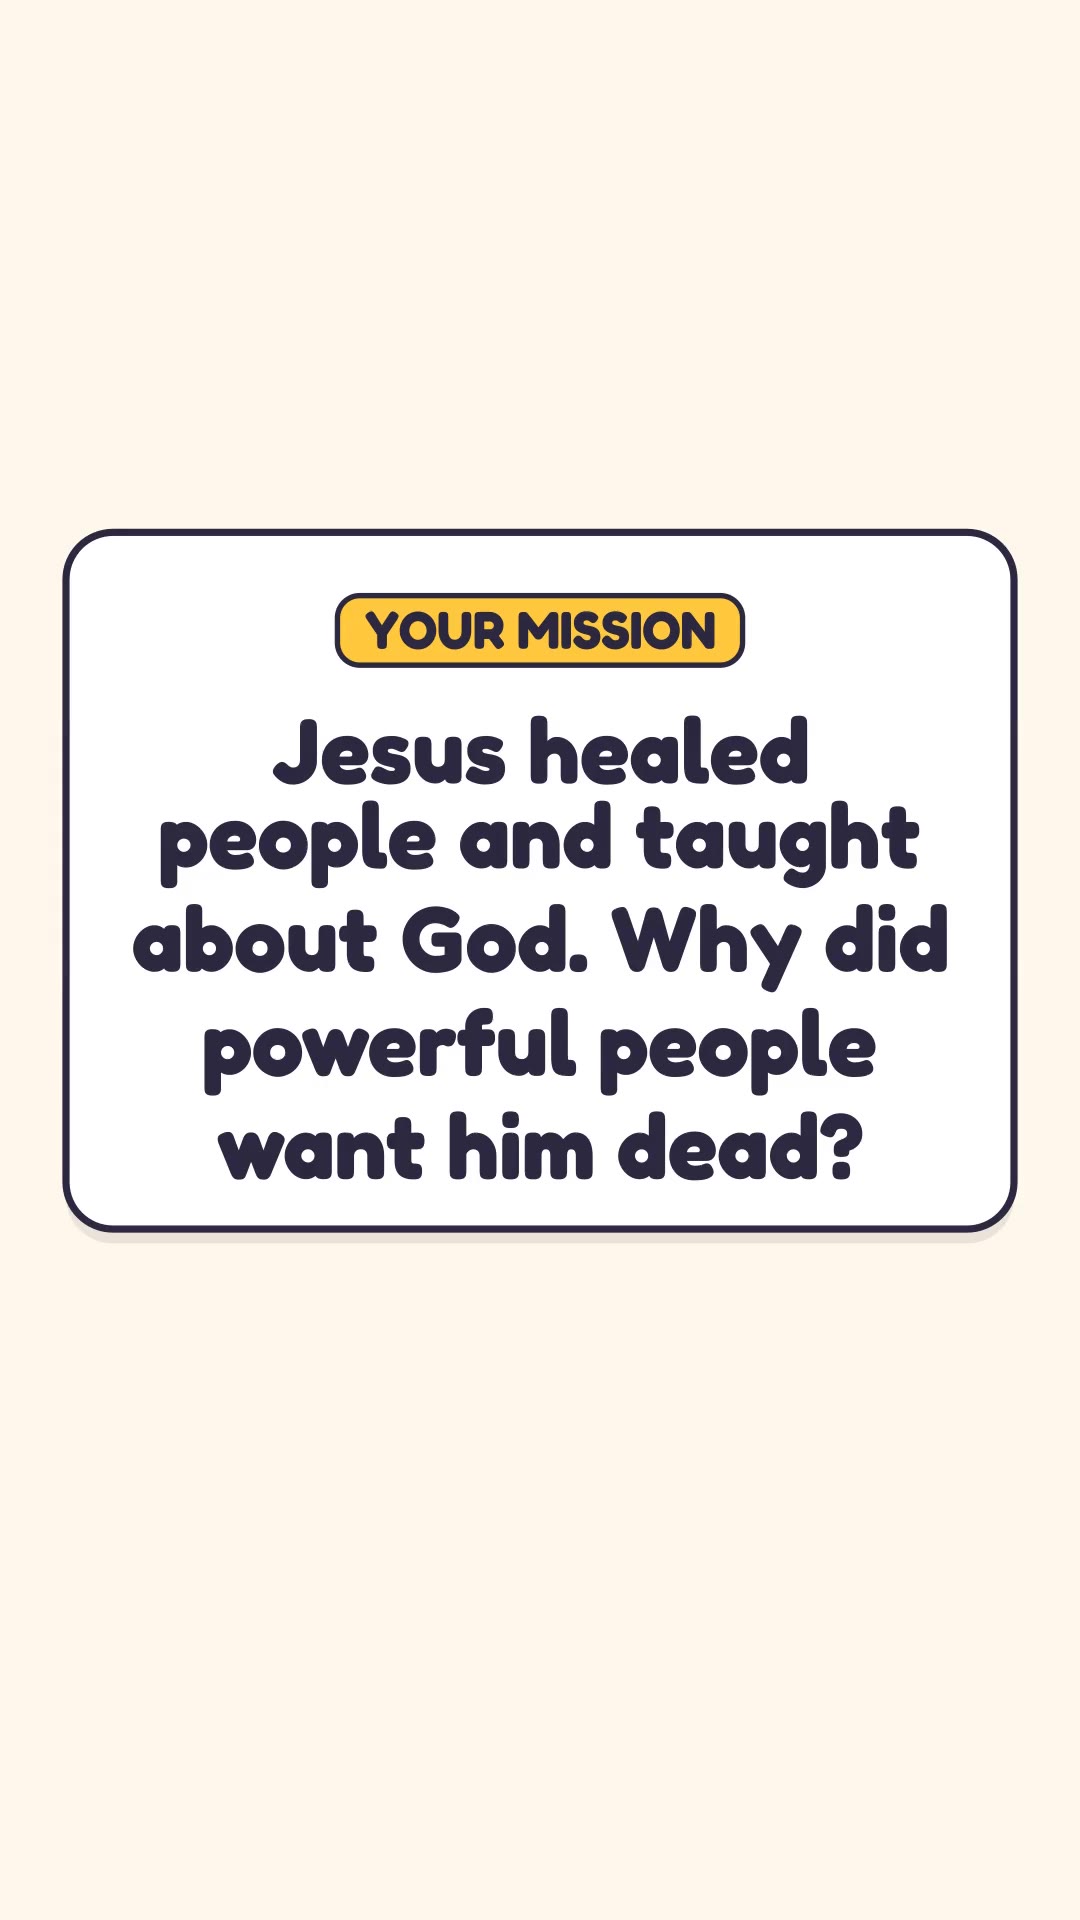 YOUR MISSION
Jesus healed
people and taught
about God. Why did
powerful people
want him dead?